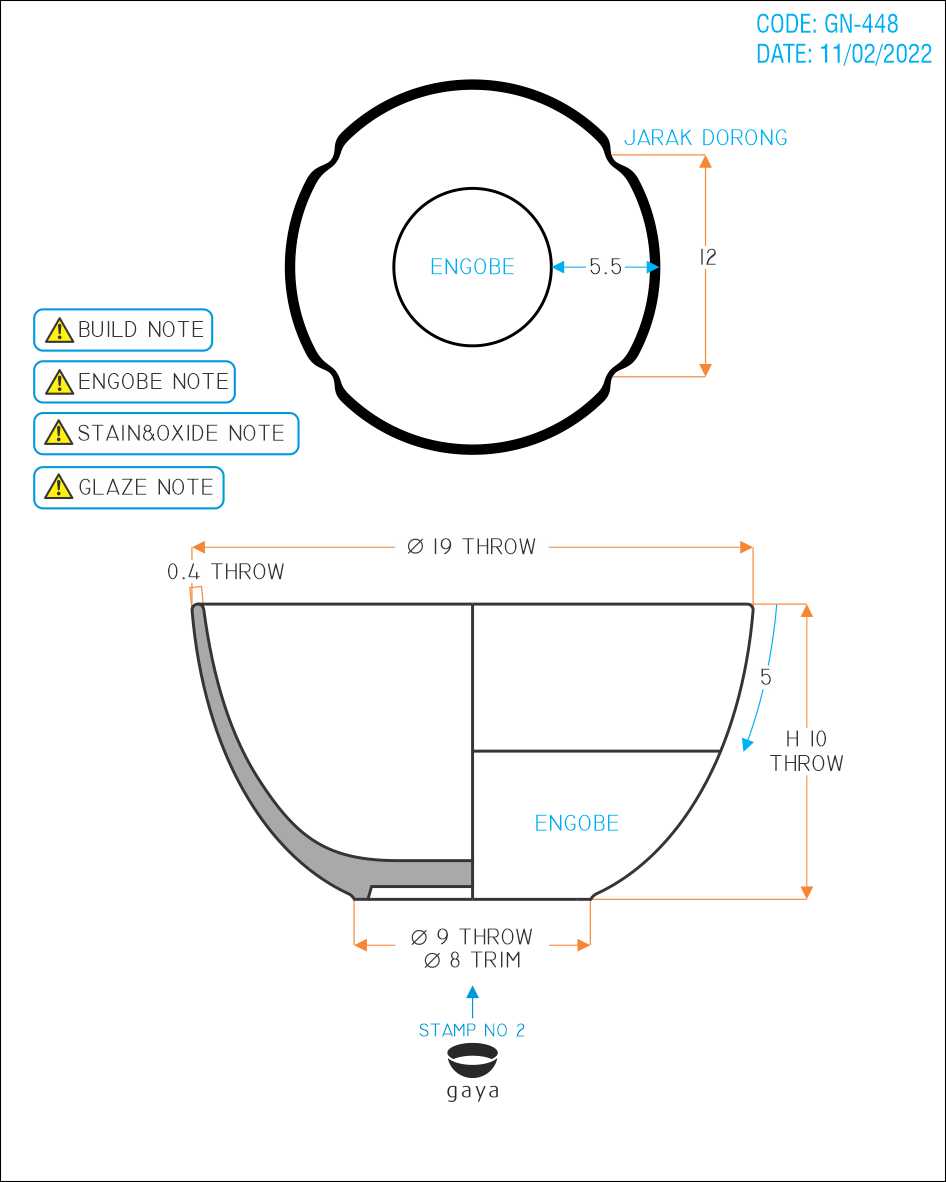 CODE: GN-448
DATE: 11/02/2022
JARAK DORONG
ENGOBE
5.5
12
BUILD NOTE
ENGOBE NOTE
STAIN&OXIDE NOTE
GLAZE NOTE
Ø 19 THROW
0.4 THROW
5
H 10
THROW
ENGOBE
Ø 9 THROW
Ø 8 TRIM
STAMP NO 2
gaya